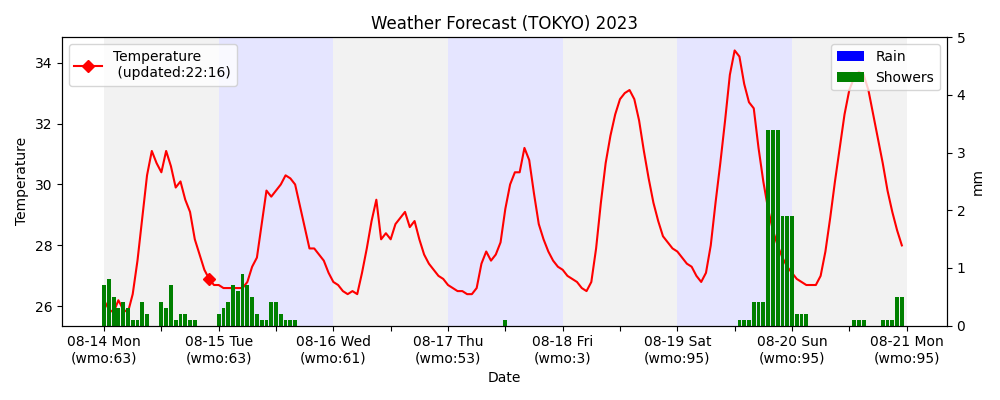 Weather Forecast (TOKYO) 2023
Temperature
(updated:22:16)
Rain
Showers
Temperature
34
32
30
28
26
5
4
3
2
1
0
mm
08-14 Mon
(wmo:63)
08-15 Tue
(wmo:63)
08-16 Wed
(wmo:61)
08-17 Thu
(wmo:53)
08-18 Fri
(wmo:3)
08-19 Sat
(wmo:95)
08-20 Sun
(wmo:95)
08-21 Mon
(wmo:95)
Date